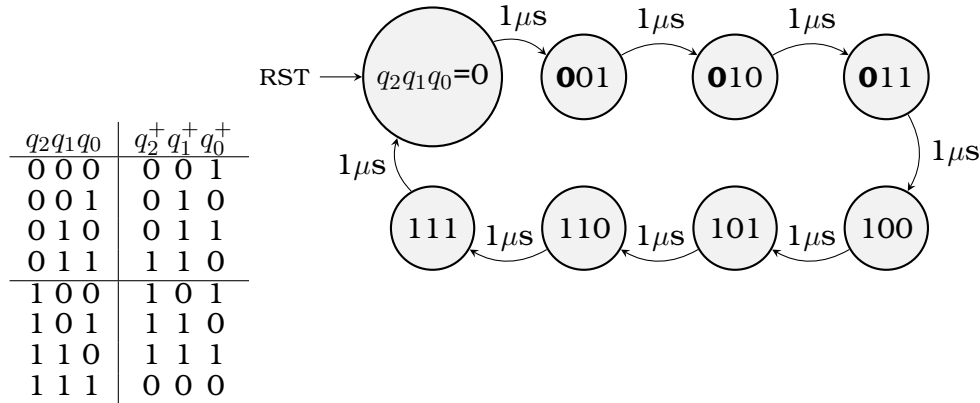 1μs 1μs 1μs
RST q₂q₁q₀=0 001 010 011
1μs
111 110 101 100
1μs 1μs 1μs 1μs
q₂q₁q₀ q₂⁺q₁⁺q₀⁺
0 0 0 0 0 1
0 0 1 0 1 0
0 1 0 0 1 1
0 1 1 1 1 0
1 0 0 1 0 1
1 0 1 1 1 0
1 1 0 1 1 1
1 1 1 0 0 0